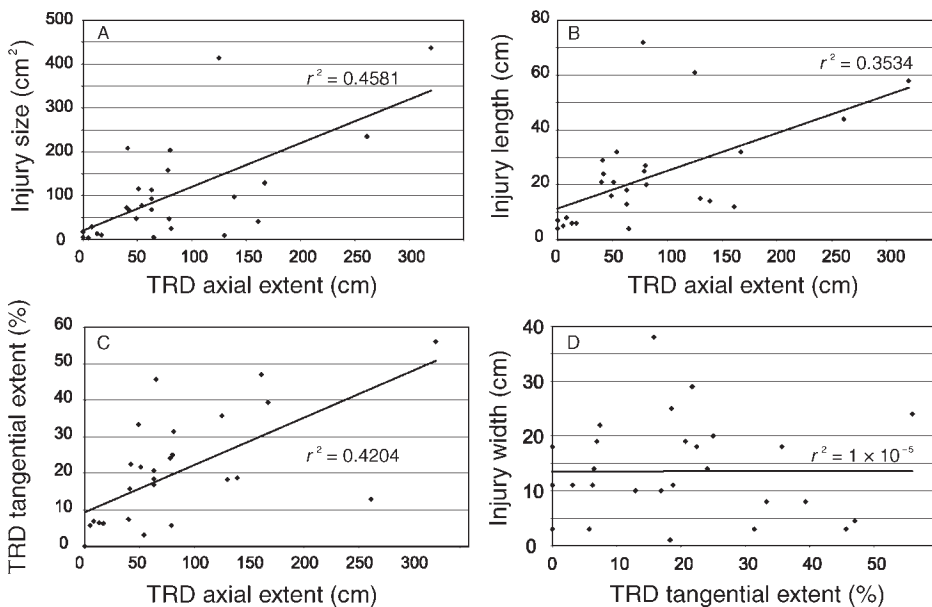 A
Injury size (cm²)
500
400
300
200
100
0
r² = 0.4581
0 50 100 150 200 250 300
TRD axial extent (cm)
B
Injury length (cm)
80
60
40
20
0
r² = 0.3534
0 50 100 150 200 250 300
TRD axial extent (cm)
C
TRD tangential extent (%)
60
50
40
30
20
10
0
r² = 0.4204
0 50 100 150 200 250 300
TRD axial extent (cm)
D
Injury width (cm)
40
30
20
10
0
r² = 1 × 10⁻⁵
0 10 20 30 40 50
TRD tangential extent (%)